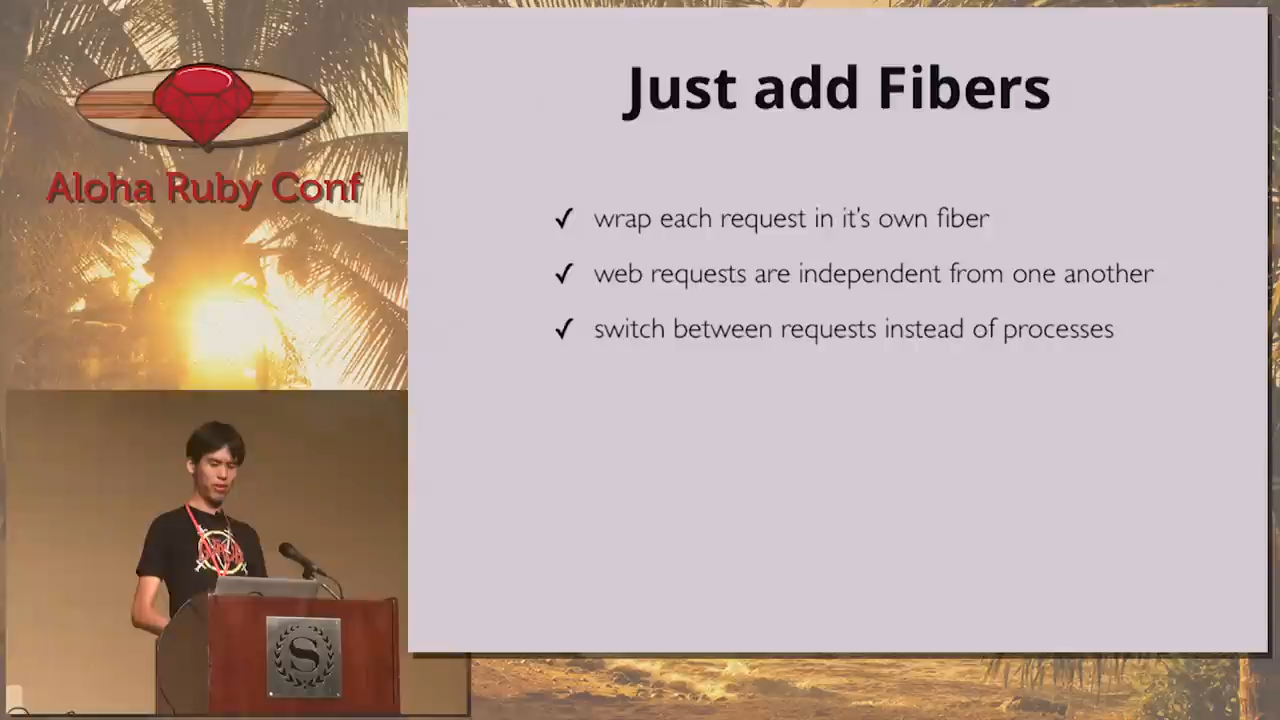 Aloha Ruby Conf
Just add Fibers
✓ wrap each request in it's own fiber
✓ web requests are independent from one another
✓ switch between requests instead of processes
S